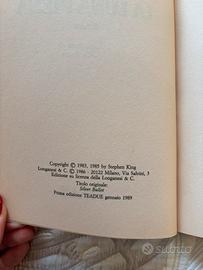 Copyright © 1983, 1985 by Stephen King
Longanesi & C. © 1986 - 20122 Milano, Via Salvini, 3
Edizione su licenza della Longanesi & C.
Titolo originale:
Silver Bullet
Prima edizione TEADUE gennaio 1989
subito